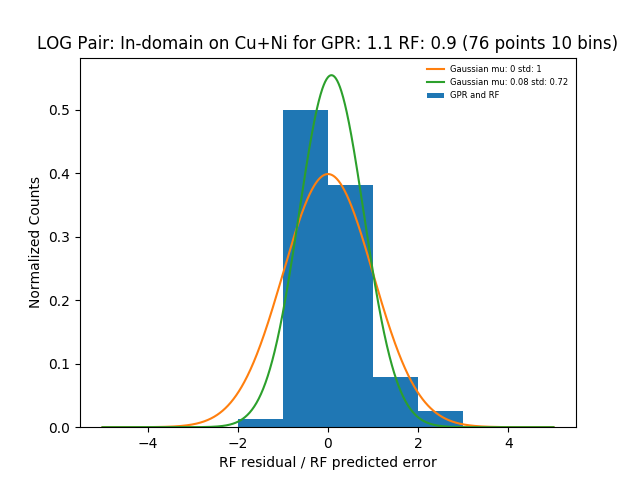 LOG Pair: In-domain on Cu+Ni for GPR: 1.1 RF: 0.9 (76 points 10 bins)
Gaussian mu: 0 std: 1
Gaussian mu: 0.08 std: 0.72
GPR and RF
Normalized Counts
0.5
0.4
0.3
0.2
0.1
0.0
−4
−2
0
2
4
RF residual / RF predicted error